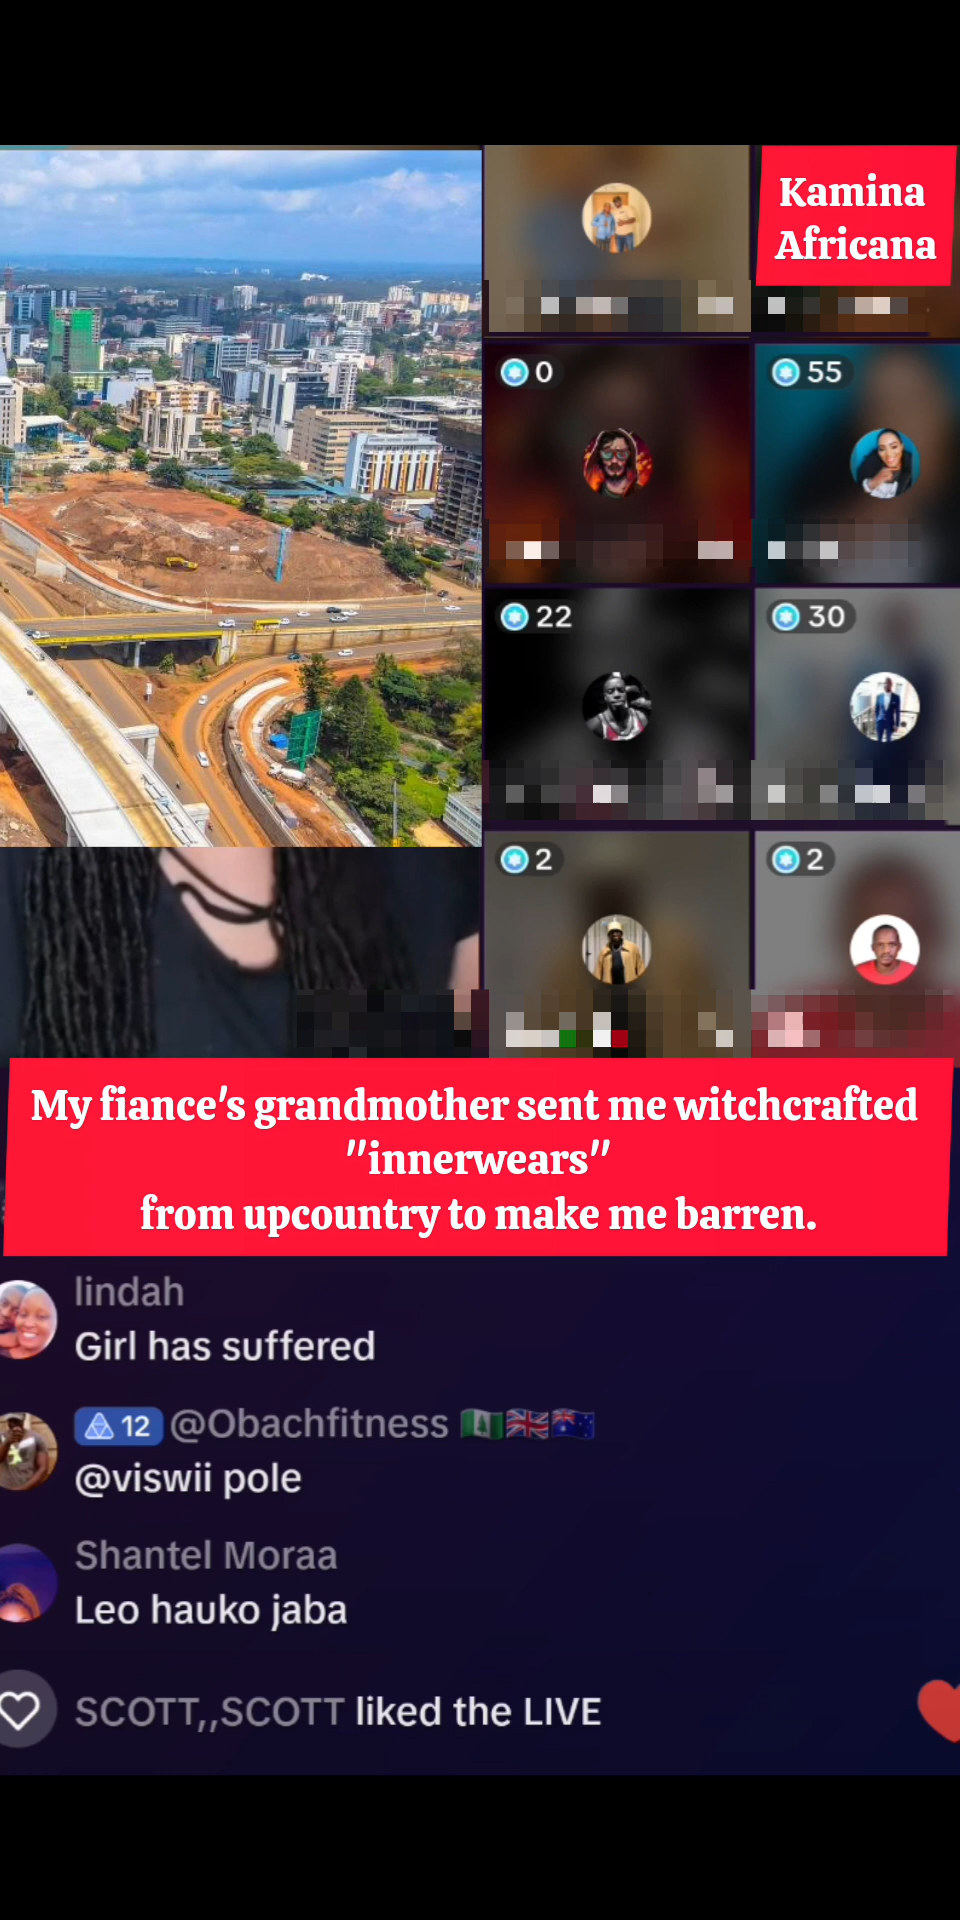 Kamina
Africana
0
55
22
30
2
2
My fiance's grandmother sent me witchcrafted
"innerwears"
from upcountry to make me barren.
lindah
Girl has suffered
12 @Obachfitness 🇳🇫🇬🇧🇦🇺
@viswii pole
Shantel Moraa
Leo hauko jaba
SCOTT,,SCOTT liked the LIVE